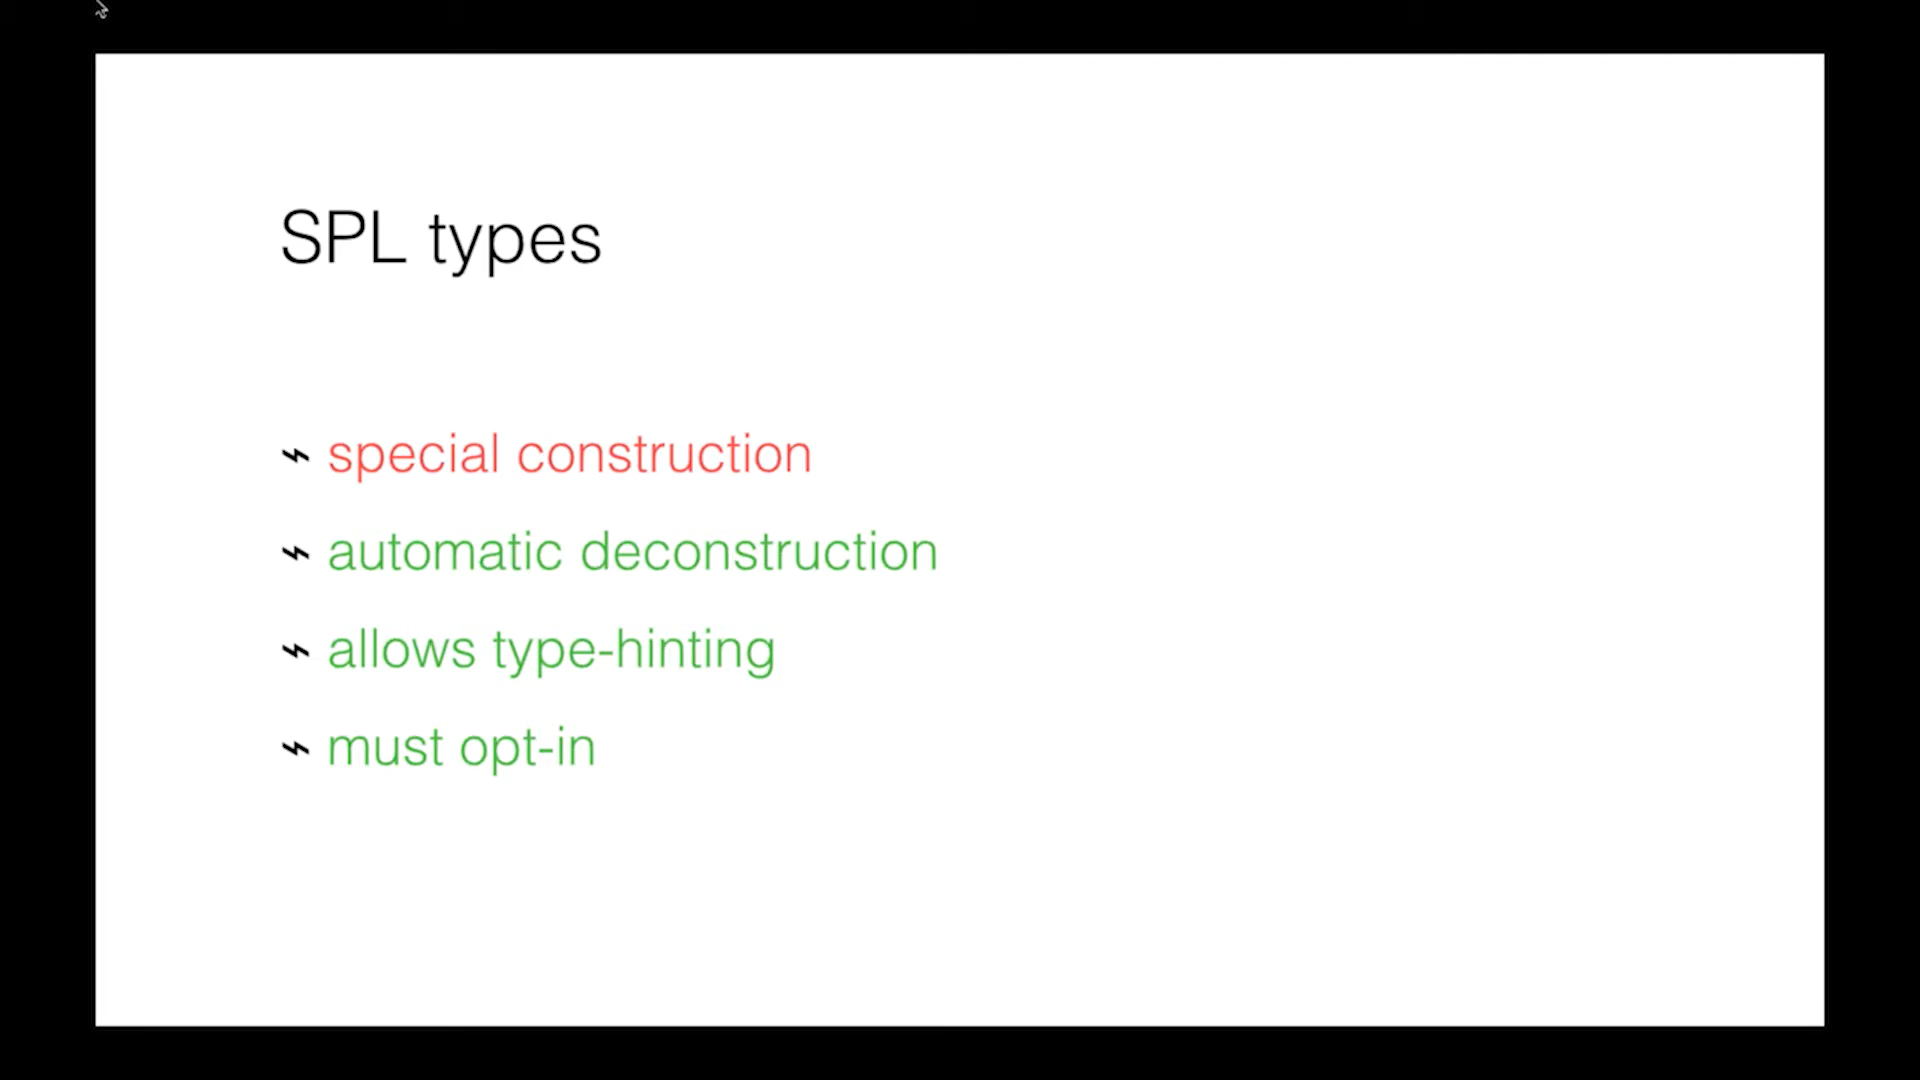 SPL types
special construction
automatic deconstruction
allows type-hinting
must opt-in